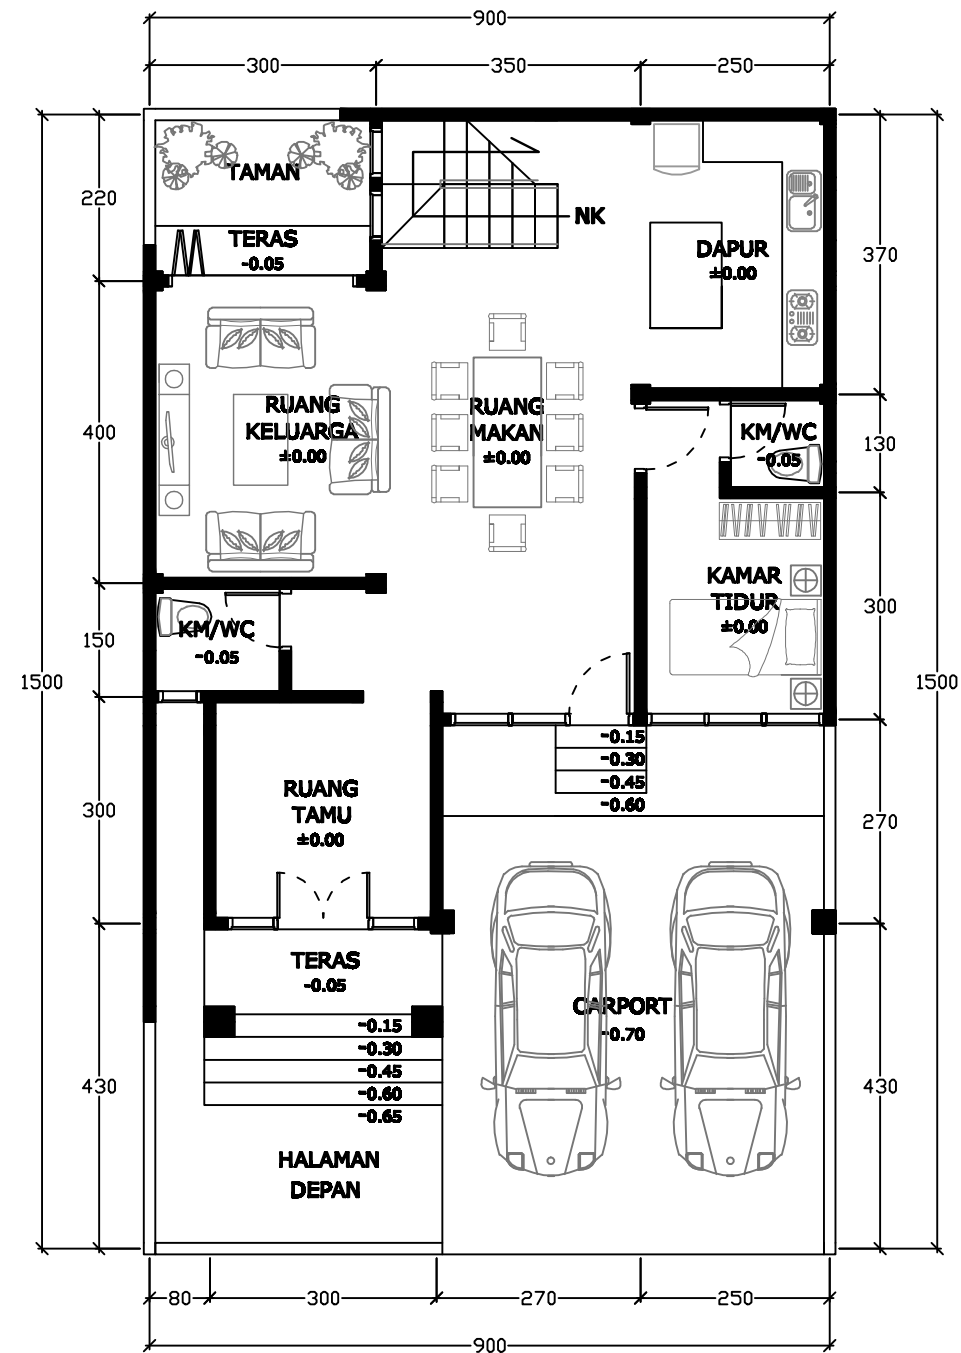 900
300
350
250
TAMAN
220
NK
TERAS
-0.05
DAPUR
±0.00
370
RUANG
KELUARGA
±0.00
RUANG
MAKAN
±0.00
400
KM/WC
-0.05
130
KAMAR
TIDUR
±0.00
300
KM/WC
-0.05
150
1500
1500
-0.15
-0.30
-0.45
-0.60
RUANG
TAMU
±0.00
300
270
TERAS
-0.05
CARPORT
-0.70
-0.15
-0.30
-0.45
-0.60
-0.65
430
430
HALAMAN
DEPAN
80
300
270
250
900